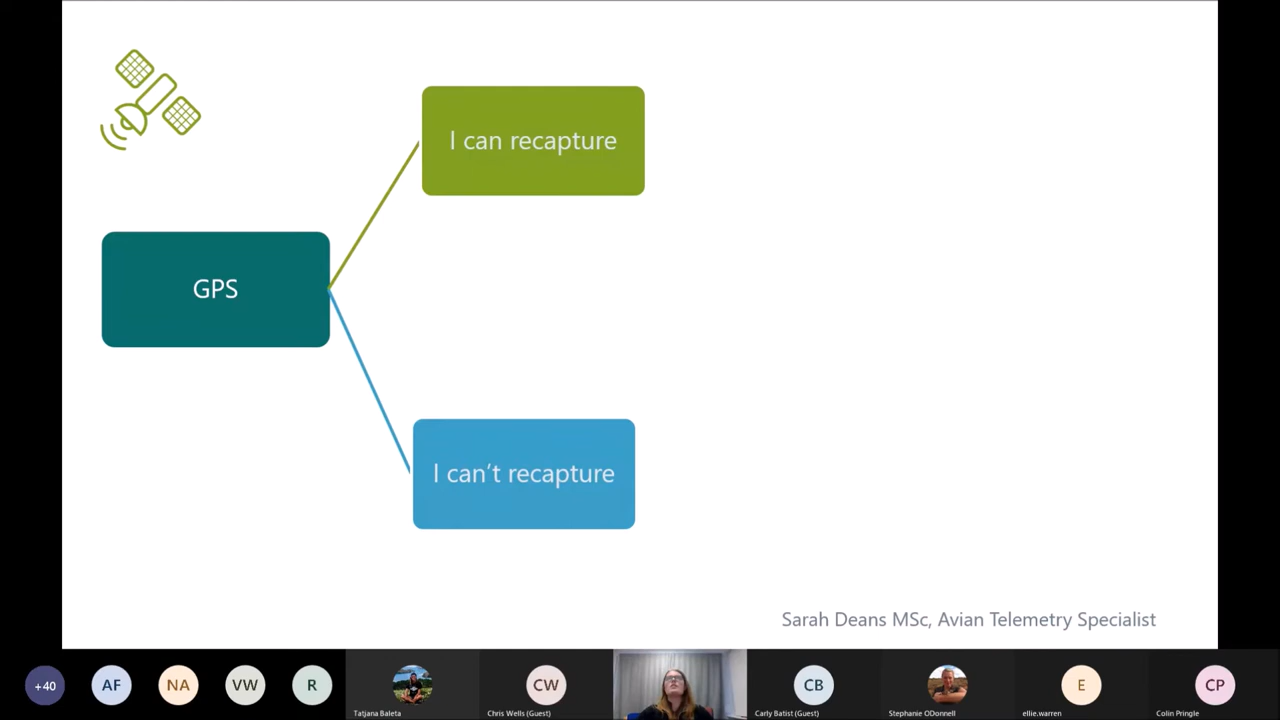 I can recapture
GPS
I can't recapture
Sarah Deans MSc, Avian Telemetry Specialist
+40
AF
NA
VW
R
Tatjana Baleta
CW
Chris Wells (Guest)
CB
Carly Batist (Guest)
Stephanie ODonnell
E
ellie.warren
CP
Colin Pringle